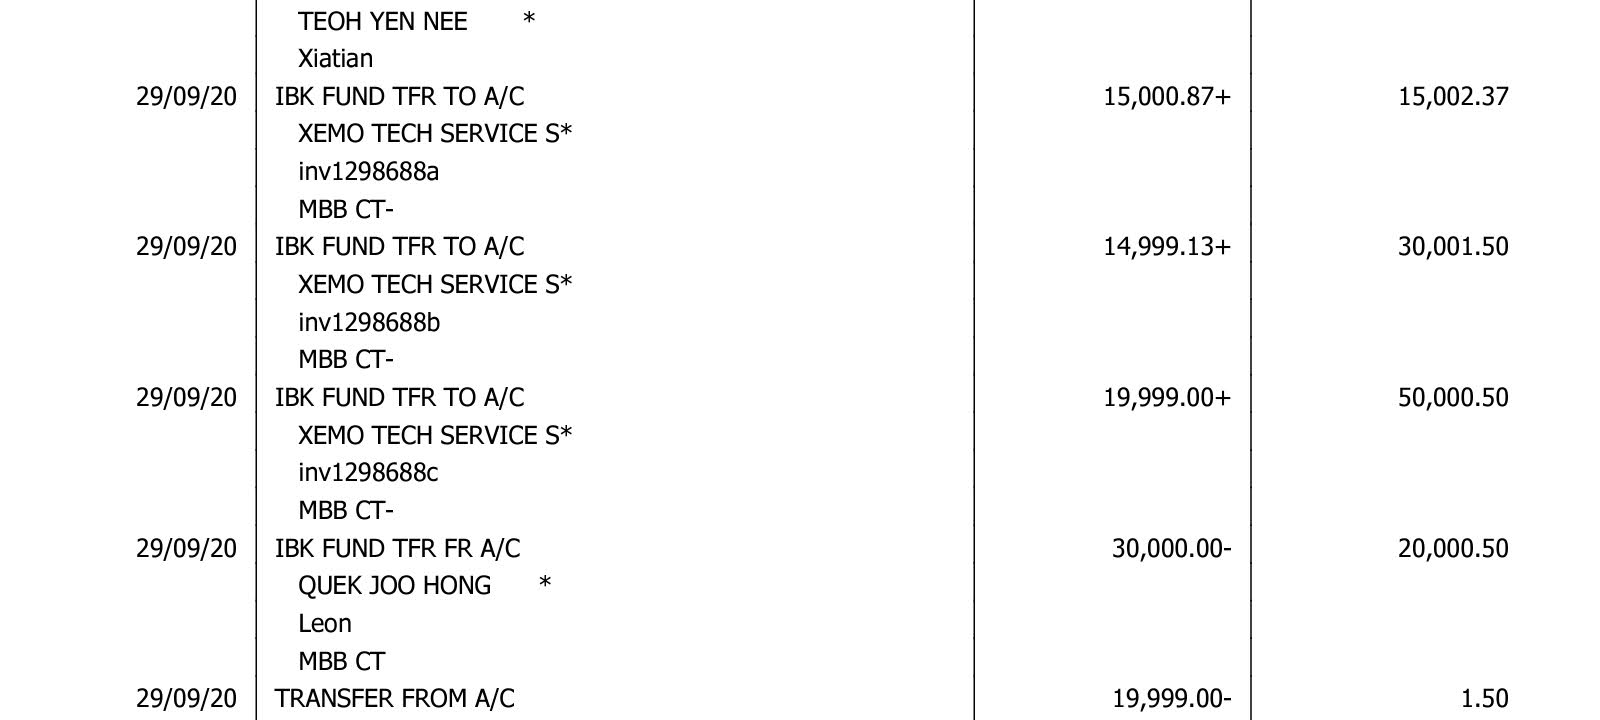 TEOH YEN NEE *
Xiatian
29/09/20 IBK FUND TFR TO A/C 15,000.87+ 15,002.37
XEMO TECH SERVICE S*
inv1298688a
MBB CT-
29/09/20 IBK FUND TFR TO A/C 14,999.13+ 30,001.50
XEMO TECH SERVICE S*
inv1298688b
MBB CT-
29/09/20 IBK FUND TFR TO A/C 19,999.00+ 50,000.50
XEMO TECH SERVICE S*
inv1298688c
MBB CT-
29/09/20 IBK FUND TFR FR A/C 30,000.00- 20,000.50
QUEK JOO HONG *
Leon
MBB CT
29/09/20 TRANSFER FROM A/C 19,999.00- 1.50